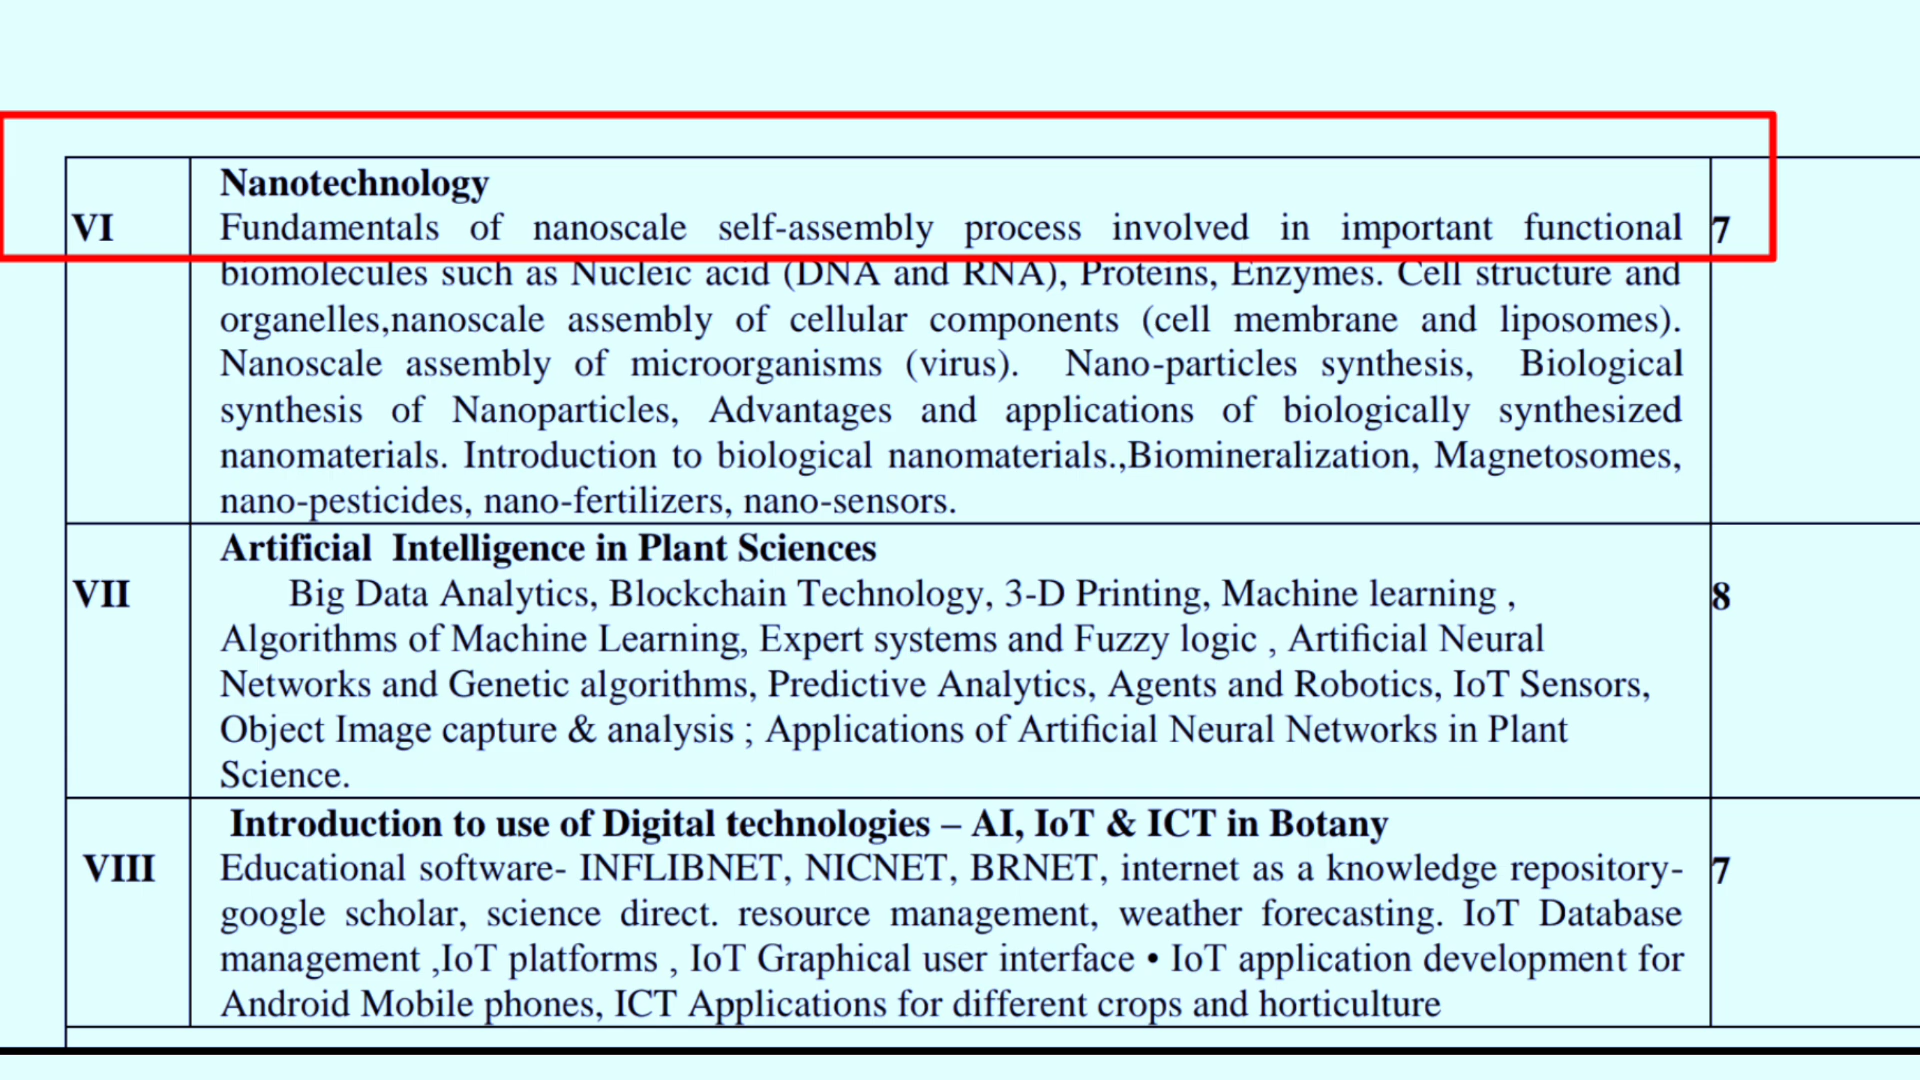 Nanotechnology
VI Fundamentals of nanoscale self-assembly process involved in important functional 7
biomolecules such as Nucleic acid (DNA and RNA), Proteins, Enzymes. Cell structure and
organelles,nanoscale assembly of cellular components (cell membrane and liposomes).
Nanoscale assembly of microorganisms (virus). Nano-particles synthesis, Biological
synthesis of Nanoparticles, Advantages and applications of biologically synthesized
nanomaterials. Introduction to biological nanomaterials.,Biomineralization, Magnetosomes,
nano-pesticides, nano-fertilizers, nano-sensors.
Artificial Intelligence in Plant Sciences
VII Big Data Analytics, Blockchain Technology, 3-D Printing, Machine learning , 8
Algorithms of Machine Learning, Expert systems and Fuzzy logic , Artificial Neural
Networks and Genetic algorithms, Predictive Analytics, Agents and Robotics, IoT Sensors,
Object Image capture & analysis ; Applications of Artificial Neural Networks in Plant
Science.
Introduction to use of Digital technologies – AI, IoT & ICT in Botany
VIII Educational software- INFLIBNET, NICNET, BRNET, internet as a knowledge repository- 7
google scholar, science direct. resource management, weather forecasting. IoT Database
management ,IoT platforms , IoT Graphical user interface • IoT application development for
Android Mobile phones, ICT Applications for different crops and horticulture